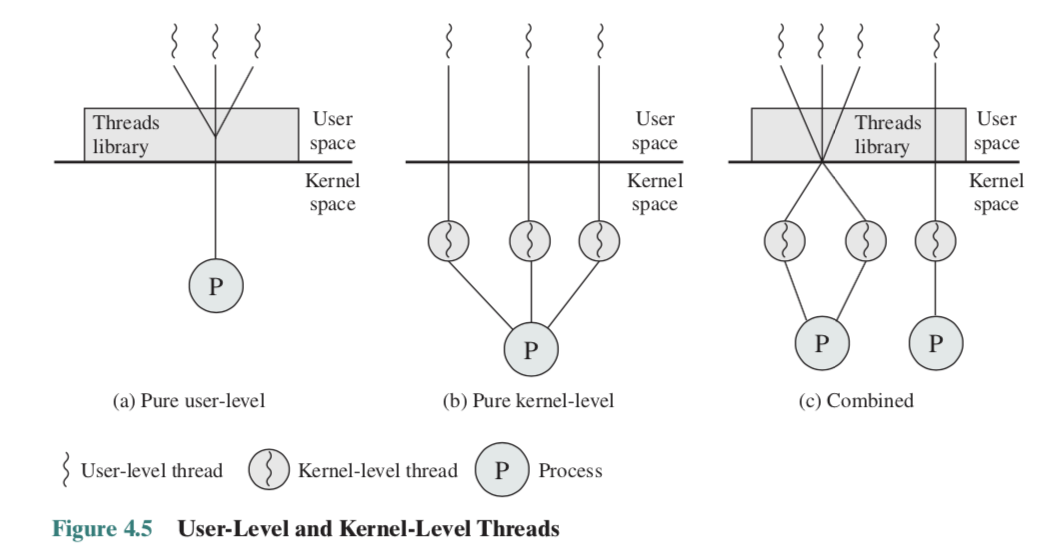 Threads
library
User
space
Kernel
space
P
(a) Pure user-level
User
space
Kernel
space
P
(b) Pure kernel-level
Threads
library
User
space
Kernel
space
P
P
(c) Combined
User-level thread
Kernel-level thread
P
Process
Figure 4.5 User-Level and Kernel-Level Threads